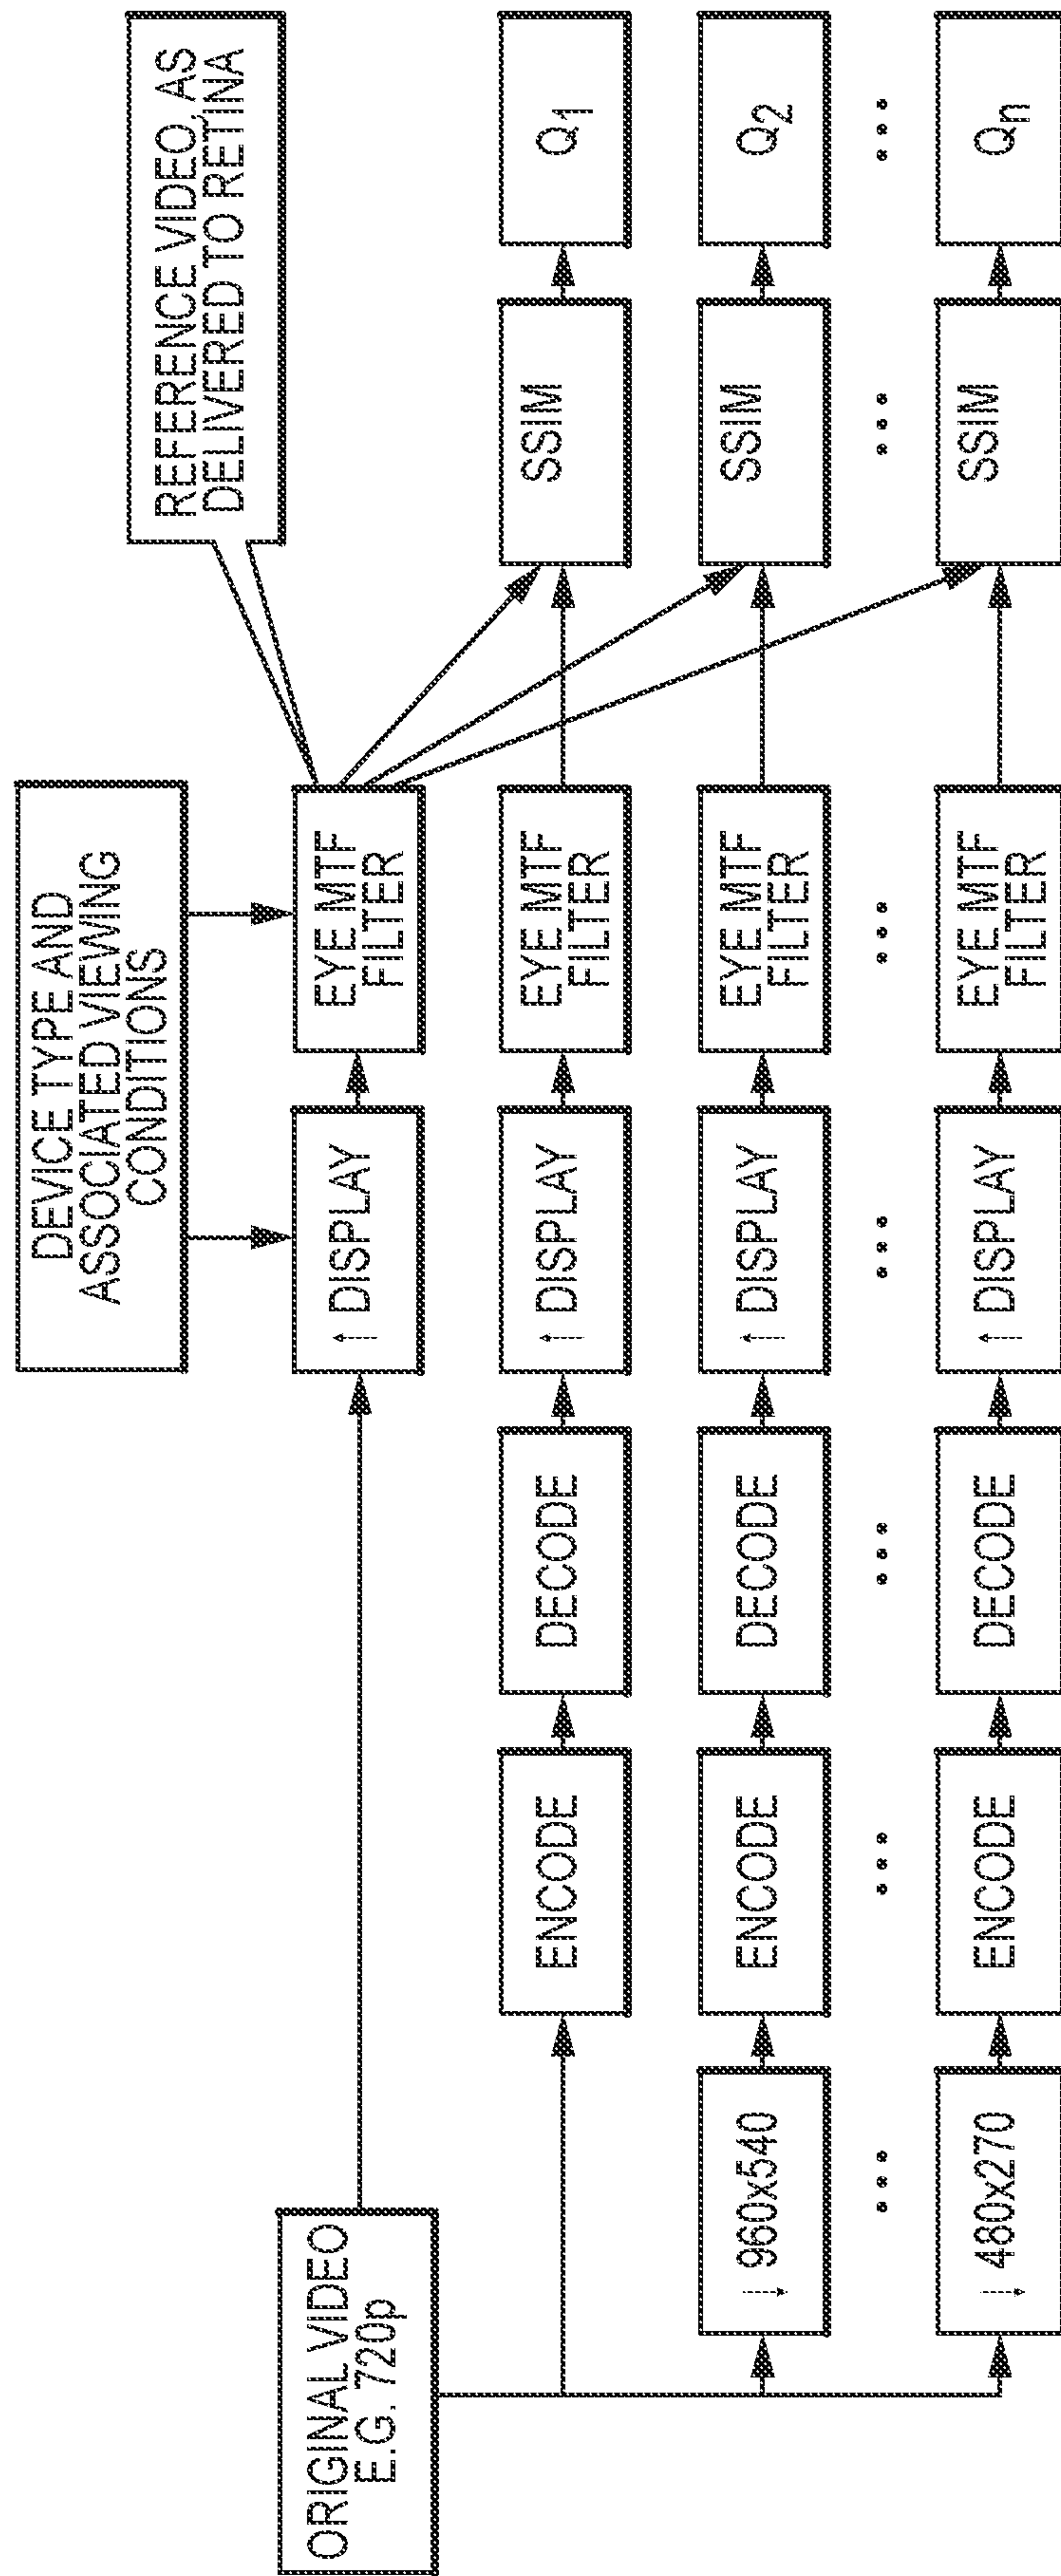 DEVICE TYPE AND
ASSOCIATED VIEWING
CONDITIONS
REFERENCE VIDEO, AS
DELIVERED TO RETINA
ORIGINAL VIDEO
E.G. 720p
↑ DISPLAY
EYE MTF
FILTER
ENCODE
DECODE
↑ DISPLAY
EYE MTF
FILTER
SSIM
Q1
↓ 960x540
ENCODE
DECODE
↑ DISPLAY
EYE MTF
FILTER
SSIM
Q2
↓ 480x270
ENCODE
DECODE
↑ DISPLAY
EYE MTF
FILTER
SSIM
Qn